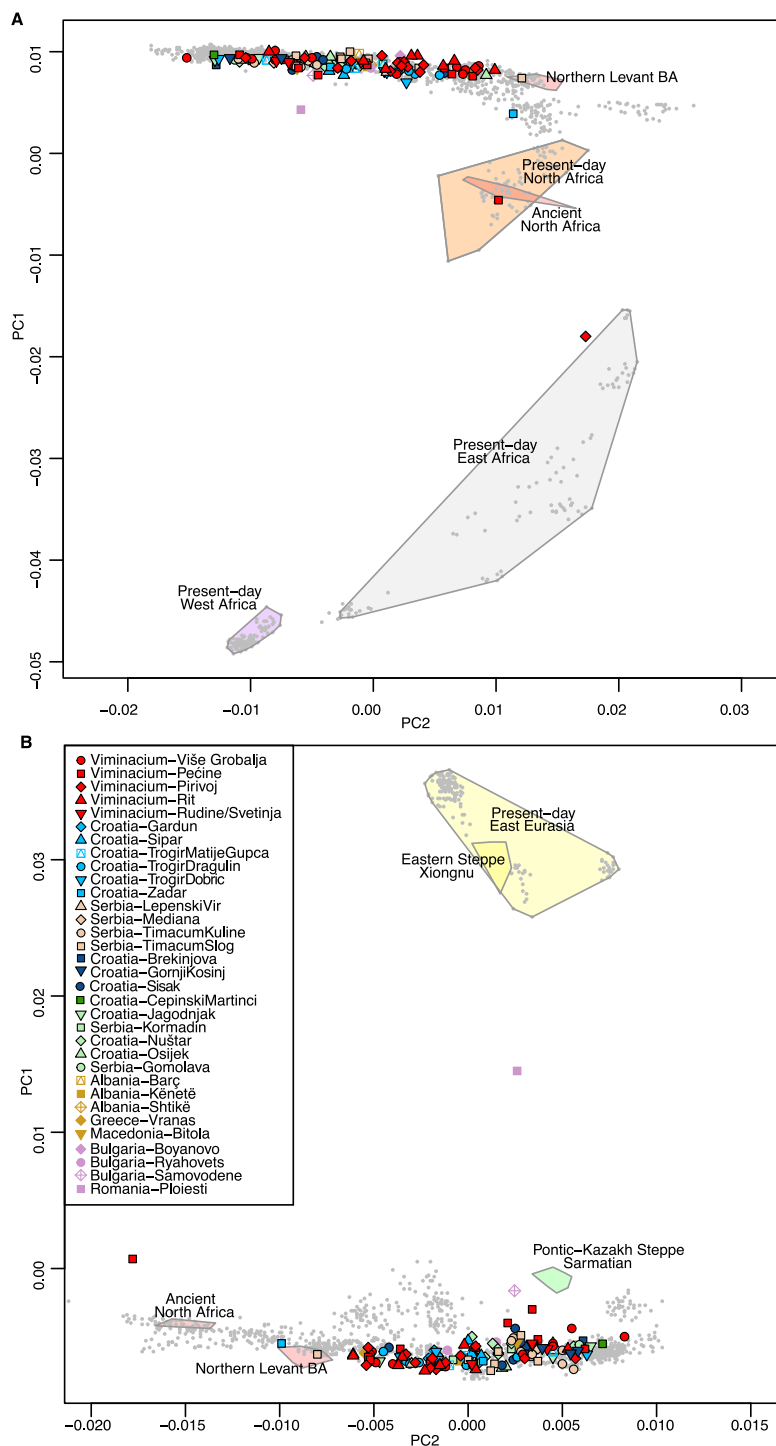 A
0.01
0.00
−0.01
−0.02
−0.03
−0.04
−0.05
PC1
Northern Levant BA
Present−day
North Africa
Ancient
North Africa
Present−day
East Africa
Present−day
West Africa
−0.02
−0.01
0.00
0.01
0.02
0.03
PC2
B
Viminacium−Više Grobalja
Viminacium−Pećine
Viminacium−Pirivoj
Viminacium−Rit
Viminacium−Rudine/Svetinja
Croatia−Gardun
Croatia−Sipar
Croatia−TrogirMatijeGupca
Croatia−TrogirDragulin
Croatia−TrogirDobric
Croatia−Zadar
Serbia−LepenskiVir
Serbia−Mediana
Serbia−TimacumKuline
Serbia−TimacumSlog
Croatia−Brekinjova
Croatia−GornjiKosinj
Croatia−Sisak
Croatia−CepinskiMartinci
Croatia−Jagodnjak
Serbia−Kormadin
Croatia−Nuštar
Croatia−Osijek
Serbia−Gomolava
Albania−Barç
Albania−Kënetë
Albania−Shtikë
Greece−Vranas
Macedonia−Bitola
Bulgaria−Boyanovo
Bulgaria−Ryahovets
Bulgaria−Samovodene
Romania−Ploiesti
0.03
0.02
0.01
0.00
−0.01
PC1
Present−day
East Eurasia
Eastern Steppe
Xiongnu
Pontic−Kazakh Steppe
Sarmatian
Ancient
North Africa
Northern Levant BA
−0.020
−0.015
−0.010
−0.005
0.000
0.005
0.010
0.015
PC2